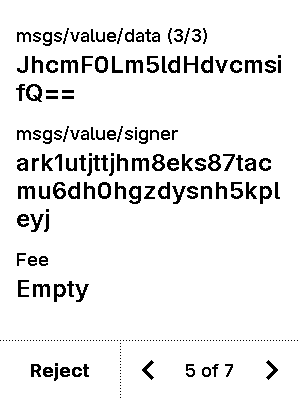 msgs/value/data (3/3)
JhcmF0Lm5ldHdvcmsi
fQ==
msgs/value/signer
ark1utjttjhm8eks87tac
mu6dh0hgzdysnh5kpl
eyj
Fee
Empty
Reject
5 of 7